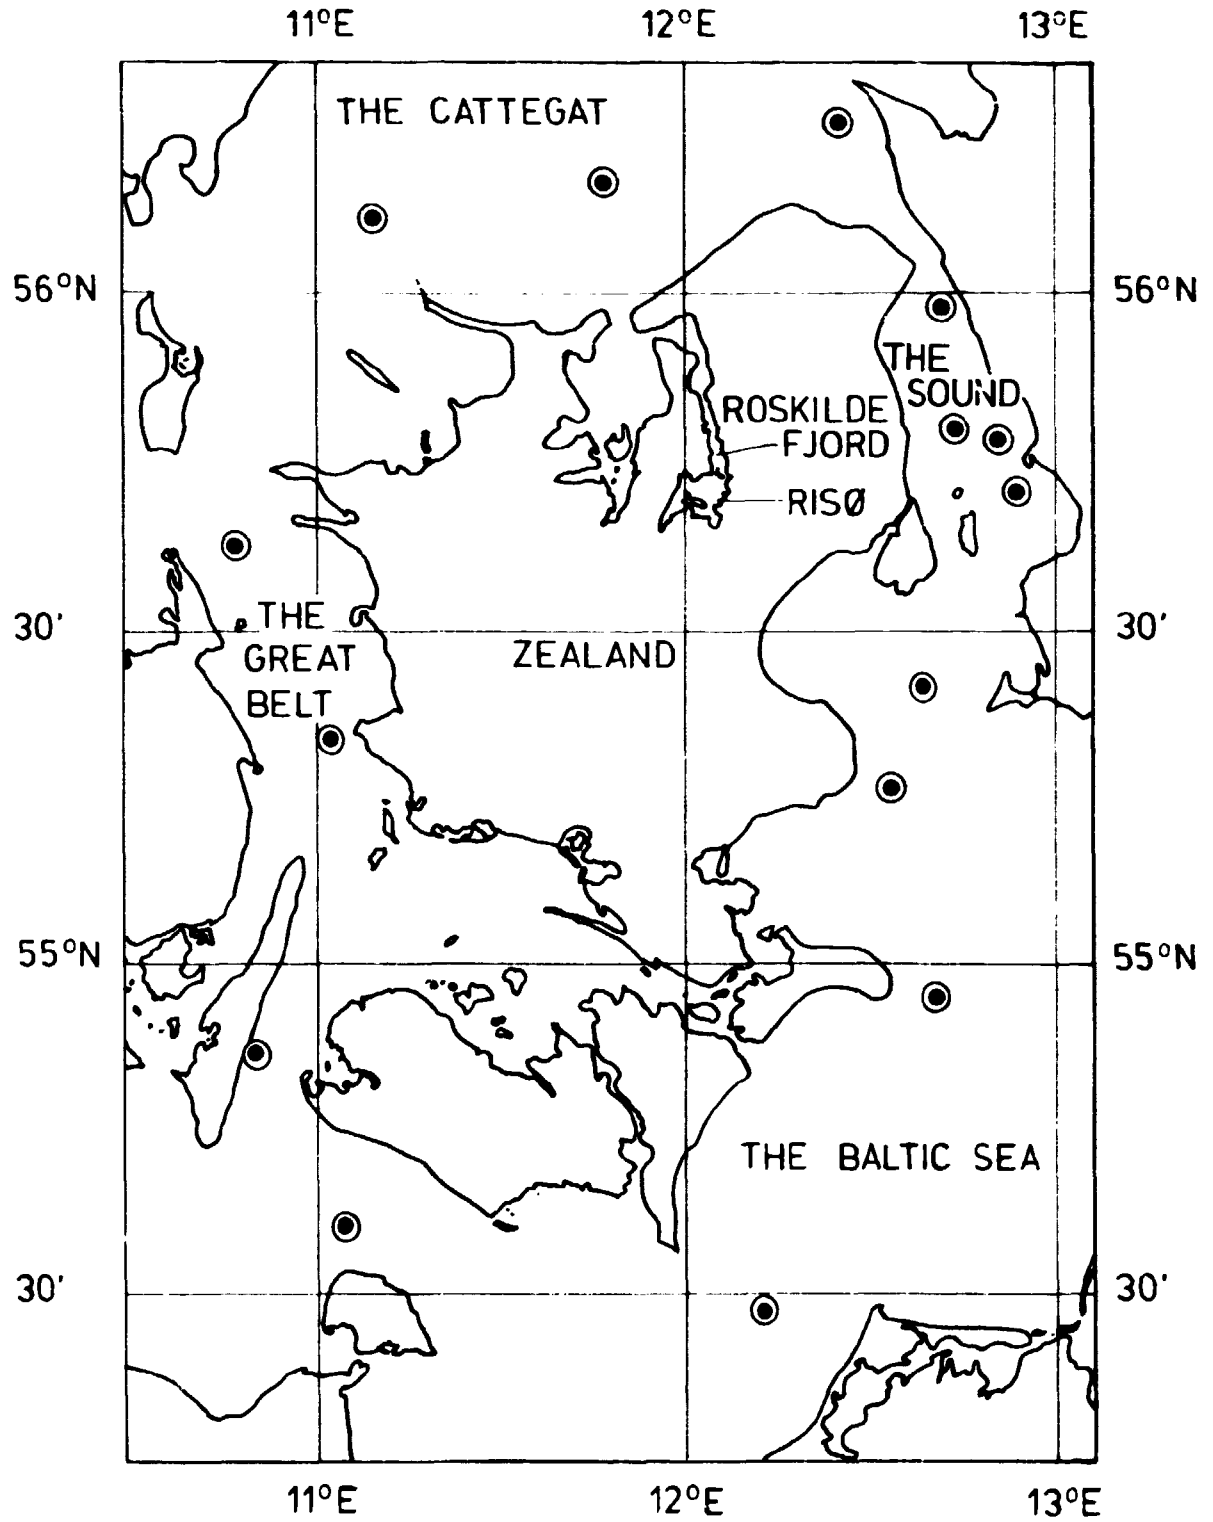 11°E 12°E 13°E
THE CATTEGAT
56°N 56°N
THE
SOUND
ROSKILDE
FJORD
RISØ
THE
30' 30'
GREAT ZEALAND
BELT
55°N 55°N
THE BALTIC SEA
30' 30'
11°E 12°E 13°E